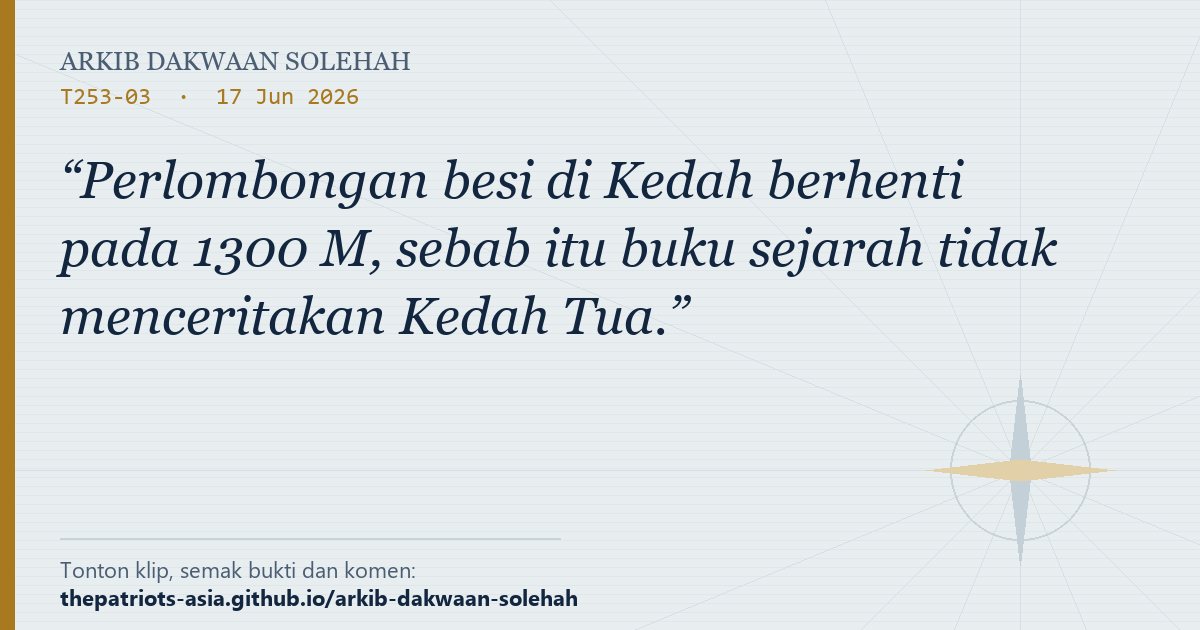 ARKIB DAKWAAN SOLEHAH
T253-03 · 17 Jun 2026
“Perlombongan besi di Kedah berhenti
pada 1300 M, sebab itu buku sejarah tidak
menceritakan Kedah Tua.”
Tonton klip, semak bukti dan komen:
thepatriots-asia.github.io/arkib-dakwaan-solehah